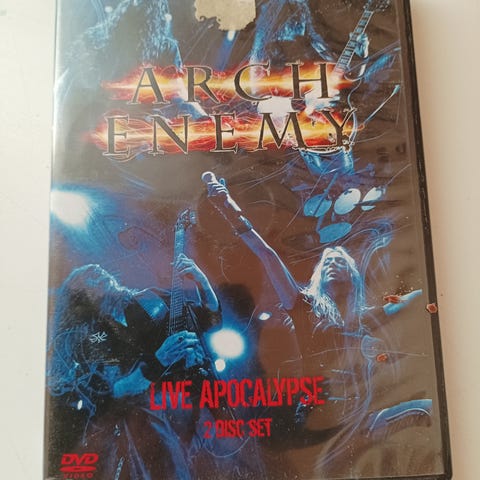 ARCH
ENEMY
LIVE APOCALYPSE
2 DISC SET
DVD
VIDEO